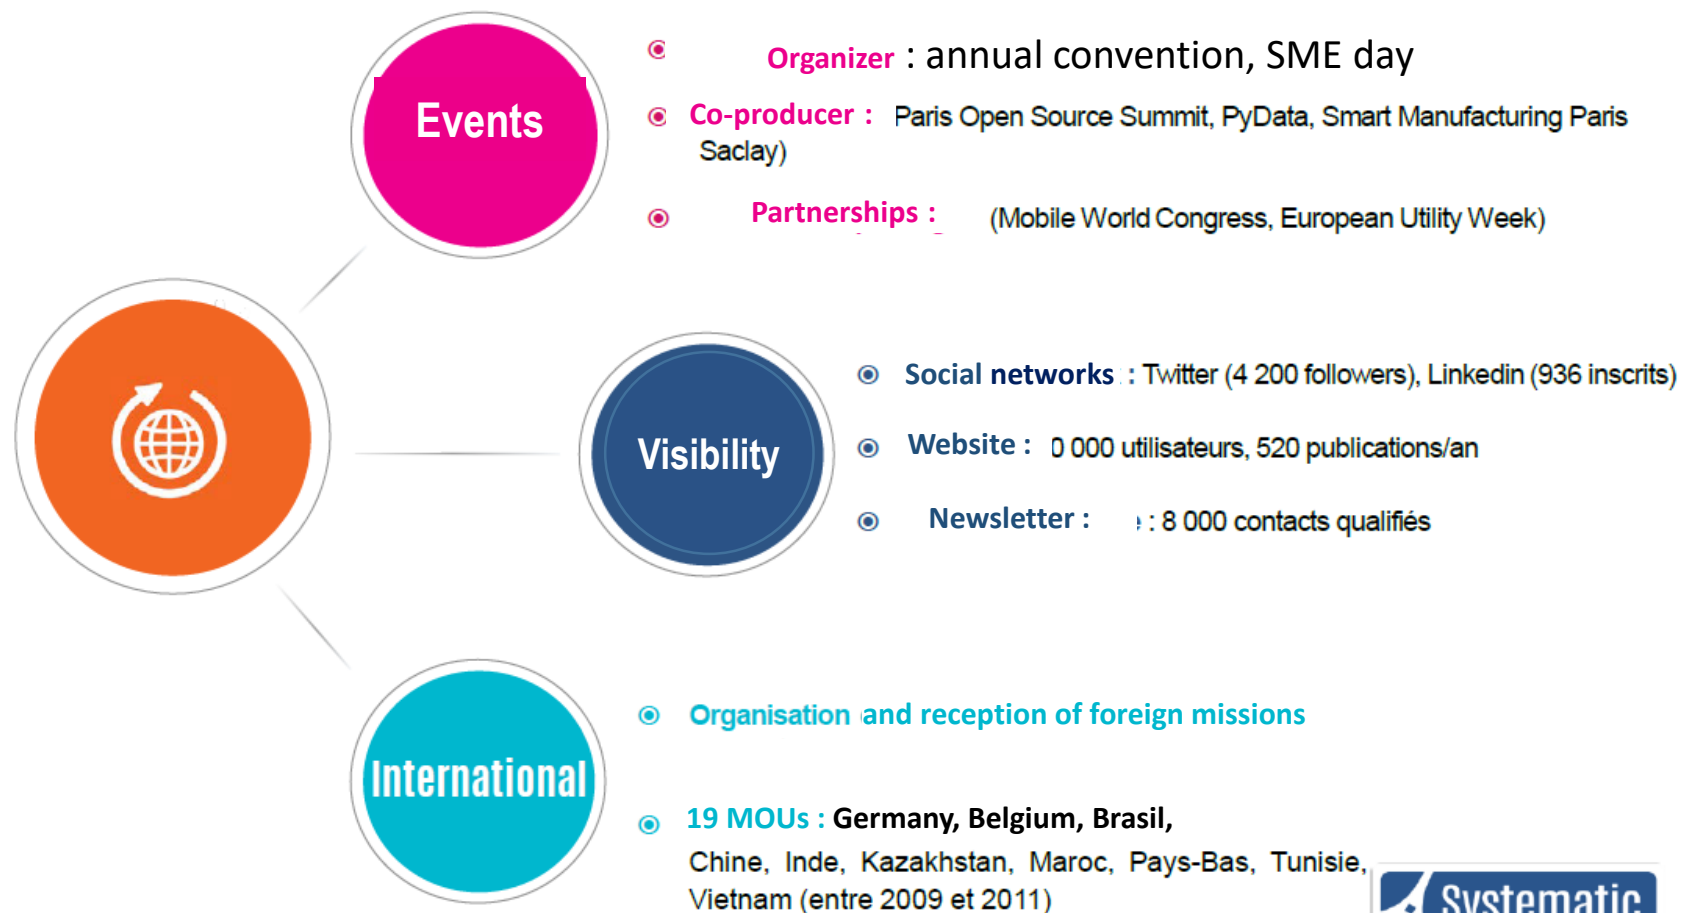 Events
Organizer : annual convention, SME day
Co-producer : Paris Open Source Summit, PyData, Smart Manufacturing Paris
Saclay)
Partnerships : (Mobile World Congress, European Utility Week)
Visibility
Social networks : Twitter (4 200 followers), Linkedin (936 inscrits)
Website : 0 000 utilisateurs, 520 publications/an
Newsletter : : 8 000 contacts qualifiés
International
Organisation and reception of foreign missions
19 MOUs : Germany, Belgium, Brasil,
Chine, Inde, Kazakhstan, Maroc, Pays-Bas, Tunisie,
Vietnam (entre 2009 et 2011)
Systematic